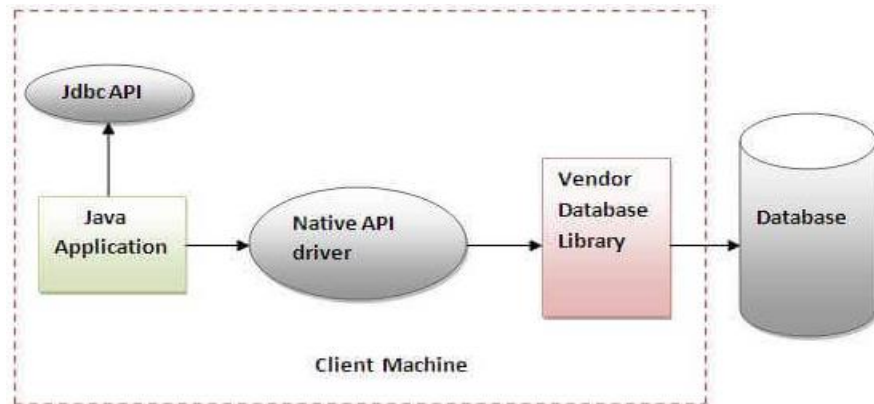 Jdbc API
Java
Application
Native API
driver
Vendor
Database
Library
Database
Client Machine